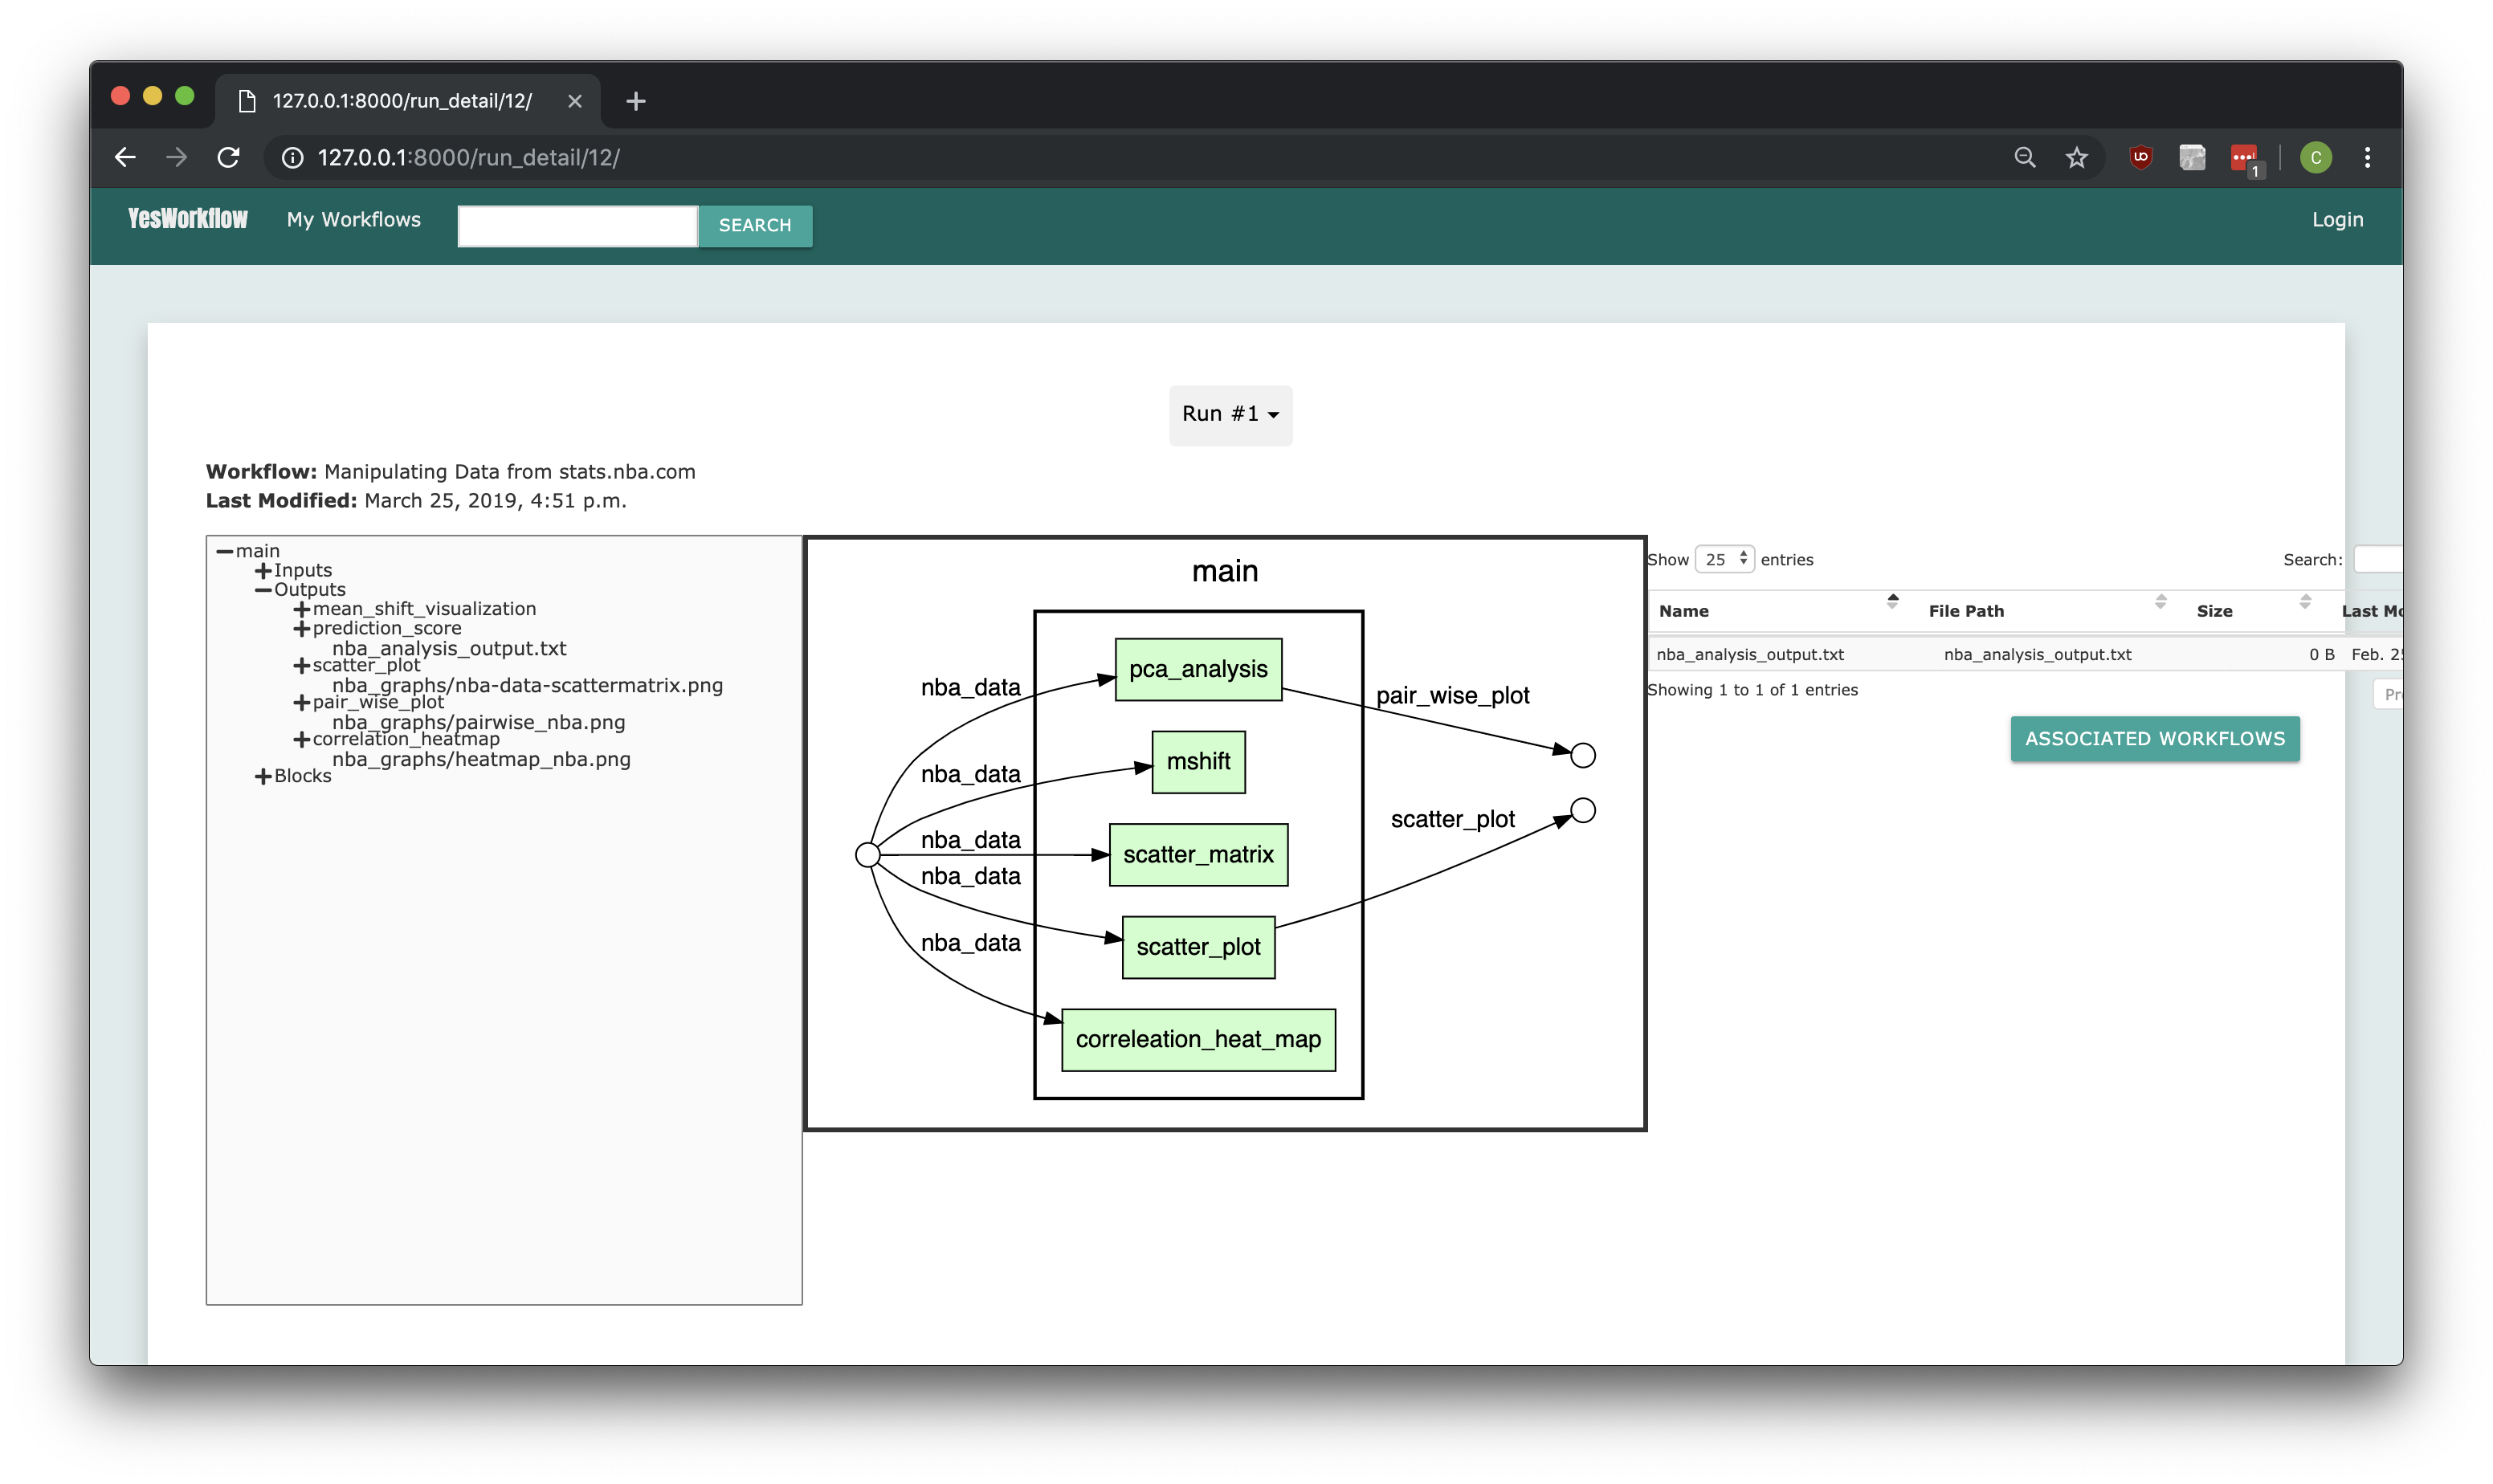 127.0.0.1:8000/run_detail/12/
127.0.0.1:8000/run_detail/12/
1
C
YesWorkflow My Workflows SEARCH Login
Run #1
Workflow: Manipulating Data from stats.nba.com
Last Modified: March 25, 2019, 4:51 p.m.
main
Inputs
Outputs
mean_shift_visualization
prediction_score
nba_analysis_output.txt
scatter_plot
nba_graphs/nba-data-scattermatrix.png
pair_wise_plot
nba_graphs/pairwise_nba.png
correlation_heatmap
nba_graphs/heatmap_nba.png
Blocks
main
nba_data
nba_data
nba_data
nba_data
nba_data
pca_analysis
mshift
scatter_matrix
scatter_plot
correleation_heat_map
pair_wise_plot
scatter_plot
Show 25 entries Search:
Name File Path Size Last Mo
nba_analysis_output.txt nba_analysis_output.txt 0 B Feb. 25
Showing 1 to 1 of 1 entries Pr
ASSOCIATED WORKFLOWS